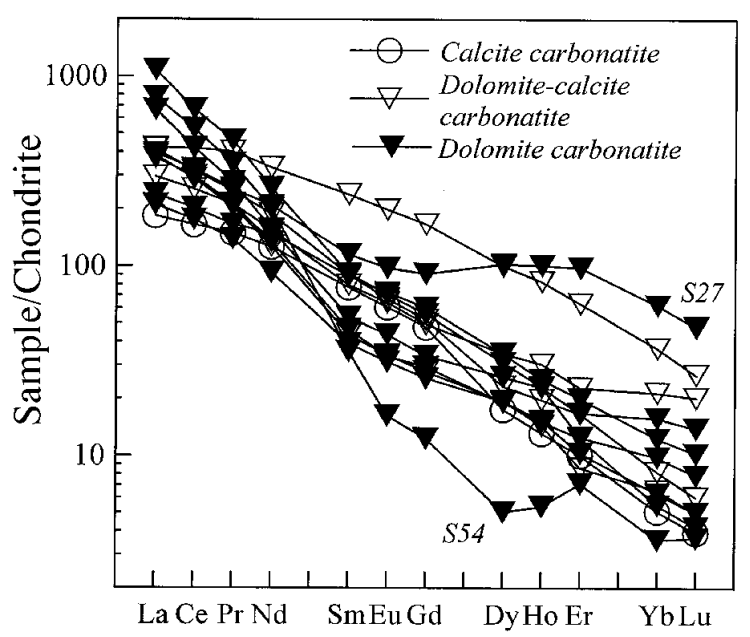 Calcite carbonatite
Dolomite-calcite
carbonatite
Dolomite carbonatite
Sample/Chondrite
1000
100
10
S27
S54
La Ce Pr Nd Sm Eu Gd Dy Ho Er Yb Lu